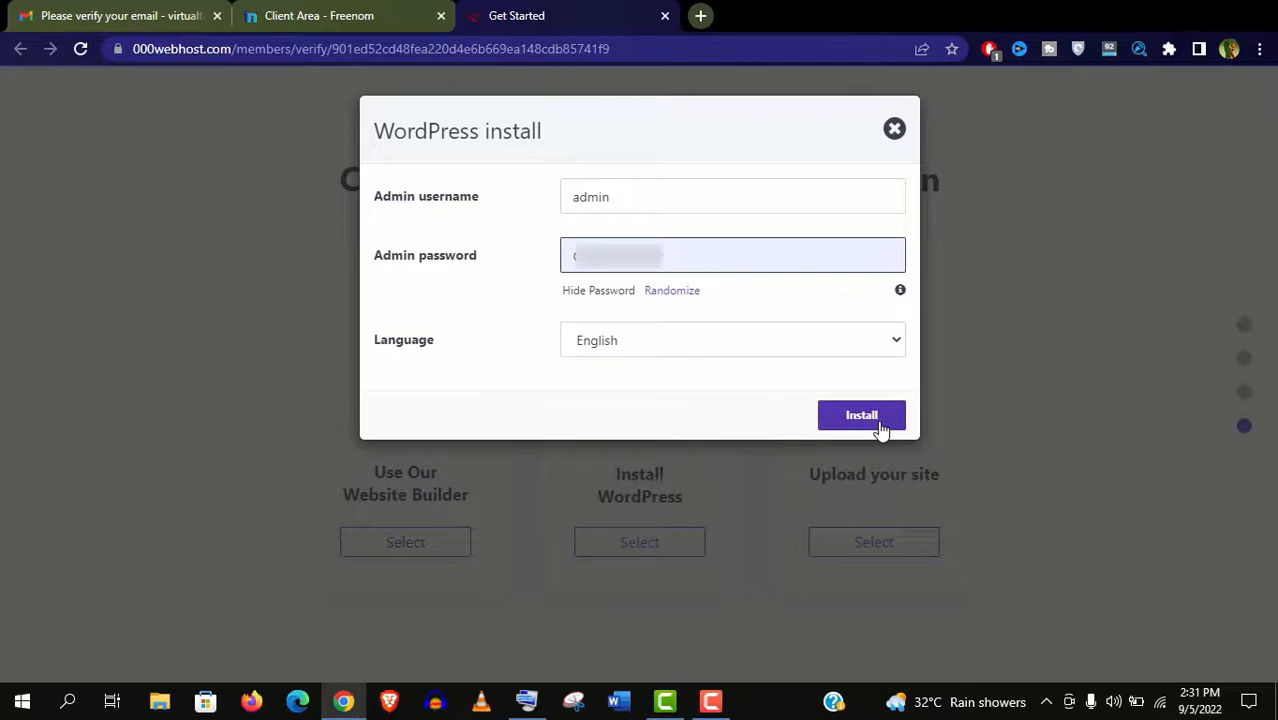 Please verify your email - virtualt
Client Area - Freenom
Get Started
000webhost.com/members/verify/901ed52cd48fea220d4e6b669ea148cdb85741f9
1
92
WordPress install
Admin username
admin
Admin password
Hide Password Randomize
Language
English
Install
Use Our
Website Builder
Install
WordPress
Upload your site
Select
Select
Select
32°C Rain showers
2:31 PM
9/5/2022